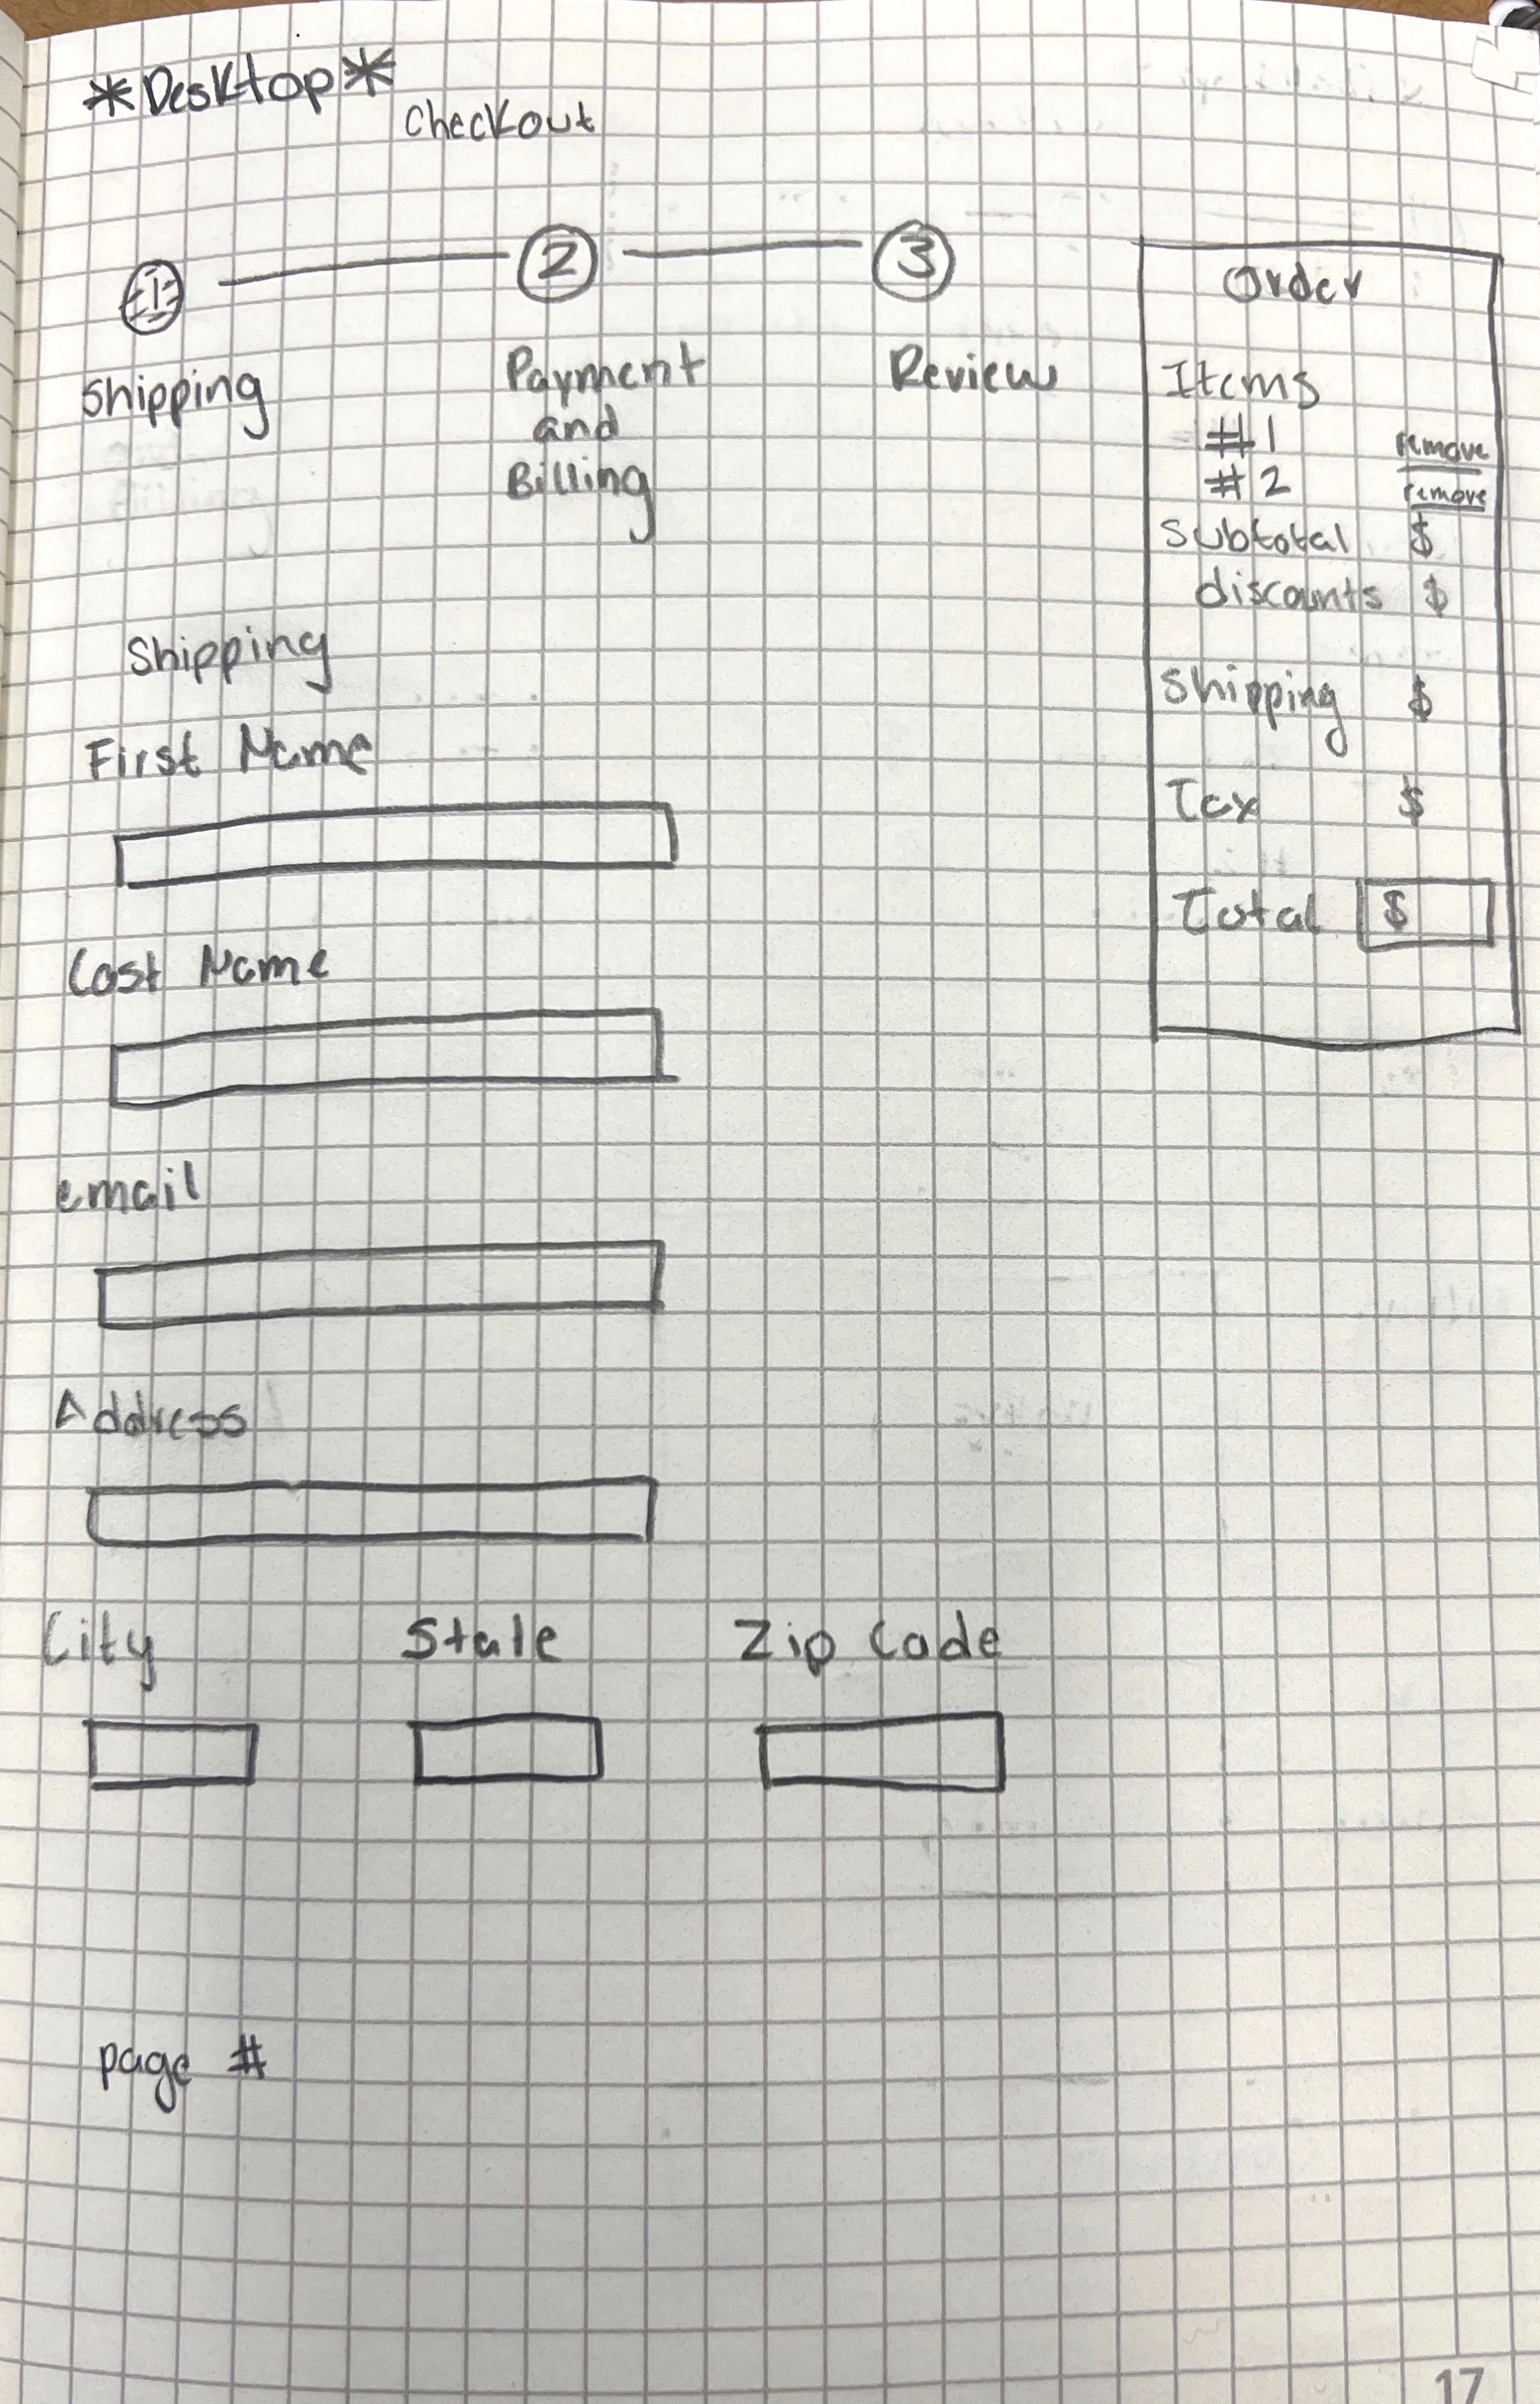 *Desktop*
Checkout
1 2 3
Shipping
Payment
and
Billing
Review
Order
Items
#1 remove
#2 remove
Subtotal $
discounts $
Shipping $
Tax $
Total $
Shipping
First Name
Last Name
email
Address
City State Zip Code
page #
17